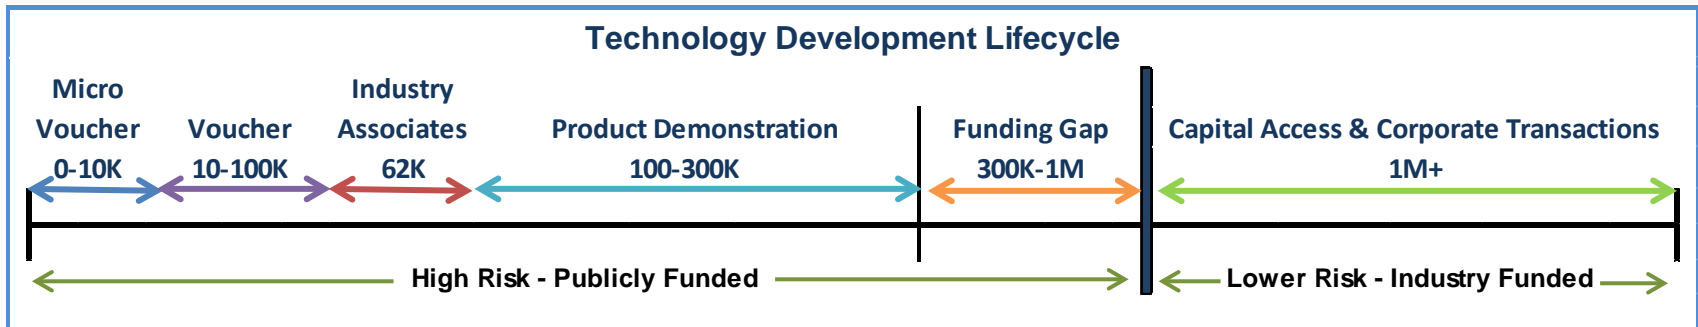 Technology Development Lifecycle
Micro
Voucher
0-10K
Voucher
10-100K
Industry
Associates
62K
Product Demonstration
100-300K
Funding Gap
300K-1M
Capital Access & Corporate Transactions
1M+
High Risk - Publicly Funded
Lower Risk - Industry Funded